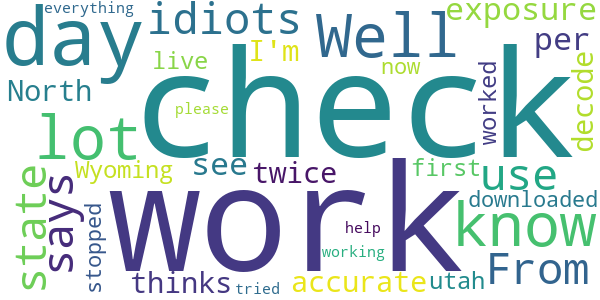 everything
day
idiots
Well
exposure
I'm
per
live
North
check
now
decode
please
worked
lot
see
twice
first
use
Wyoming
state
says
work
know
downloaded
stopped
help
From
working
thinks
tried
accurate
utah